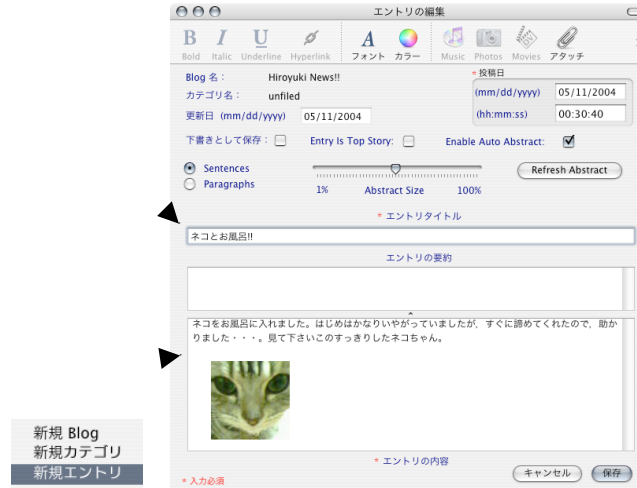 エントリの編集
B I U A
Bold Italic Underline Hyperlink フォント カラー Music Photos Movies アタッチ
Blog 名： Hiroyuki News!!
* 投稿日
カテゴリ名： unfiled
(mm/dd/yyyy) 05/11/2004
更新日 (mm/dd/yyyy) 05/11/2004
(hh:mm:ss) 00:30:40
下書きとして保存： Entry Is Top Story: Enable Auto Abstract:
Sentences
Paragraphs
1% Abstract Size 100%
Refresh Abstract
* エントリタイトル
ネコとお風呂!!
エントリの要約
ネコをお風呂に入れました。はじめはかなりいやがっていましたが，すぐに諦めてくれたので，助か
りました・・・。見て下さいこのすっきりしたネコちゃん。
* エントリの内容
* 入力必須
キャンセル 保存
新規 Blog
新規カテゴリ
新規エントリ